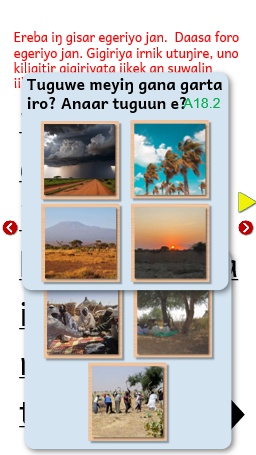 Ereba iŋ gisar egeriyo jan. Daasa foro
egeriyo jan. Gigiriya irnik utuŋire, uno
kiligitir gigiriyata iikek an suwalin
Tuguwe meyiŋ gana garta
iro? Anaar tuguun e?A18.2